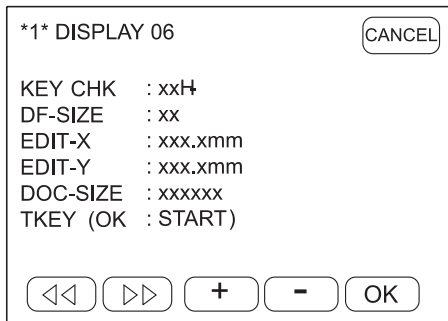 *1* DISPLAY 06 CANCEL
KEY CHK : xxH
DF-SIZE : xx
EDIT-X : xxx.xmm
EDIT-Y : xxx.xmm
DOC-SIZE : xxxxxx
TKEY (OK : START)
+ - OK